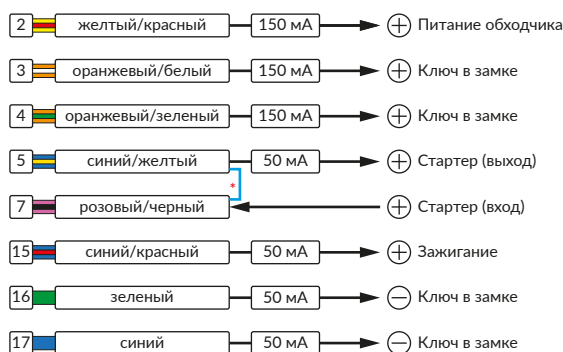 2 желтый/красный 150 мА + Питание обходчика
3 оранжевый/белый 150 мА + Ключ в замке
4 оранжевый/зеленый 150 мА + Ключ в замке
5 синий/желтый 50 мА + Стартер (выход)
*
7 розовый/черный + Стартер (вход)
15 синий/красный 50 мА + Зажигание
16 зеленый 50 мА − Ключ в замке
17 синий 50 мА − Ключ в замке